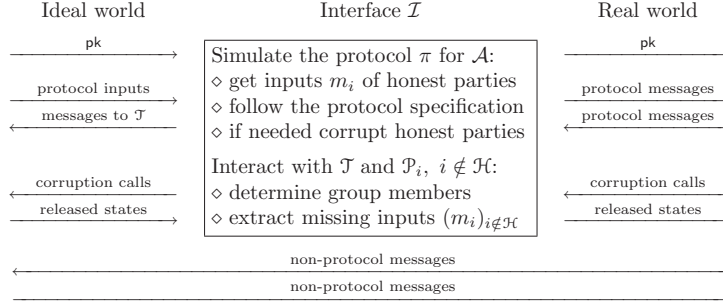 Ideal world Interface ℐ Real world
pk pk
Simulate the protocol π for 𝒜:
protocol inputs ⋄ get inputs mᵢ of honest parties protocol messages
messages to 𝒯 ⋄ follow the protocol specification protocol messages
⋄ if needed corrupt honest parties
Interact with 𝒯 and 𝒫ᵢ, i ∉ ℋ:
corruption calls ⋄ determine group members corruption calls
released states ⋄ extract missing inputs (mᵢ)ᵢ∉ℋ released states
non-protocol messages
non-protocol messages